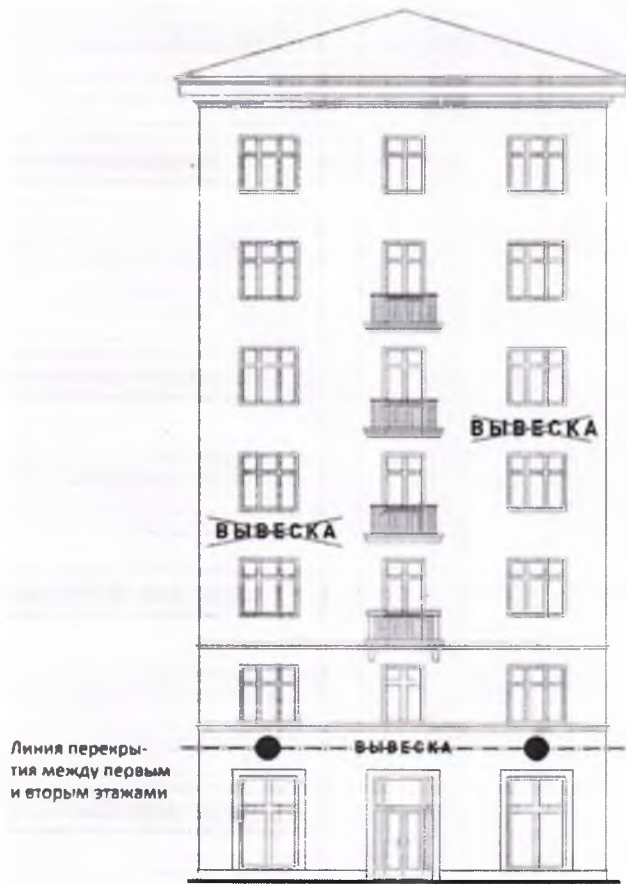 ВЫВЕСКА
ВЫВЕСКА
Линия перекры-
тия между первым
и вторым этажами
ВЫВЕСКА